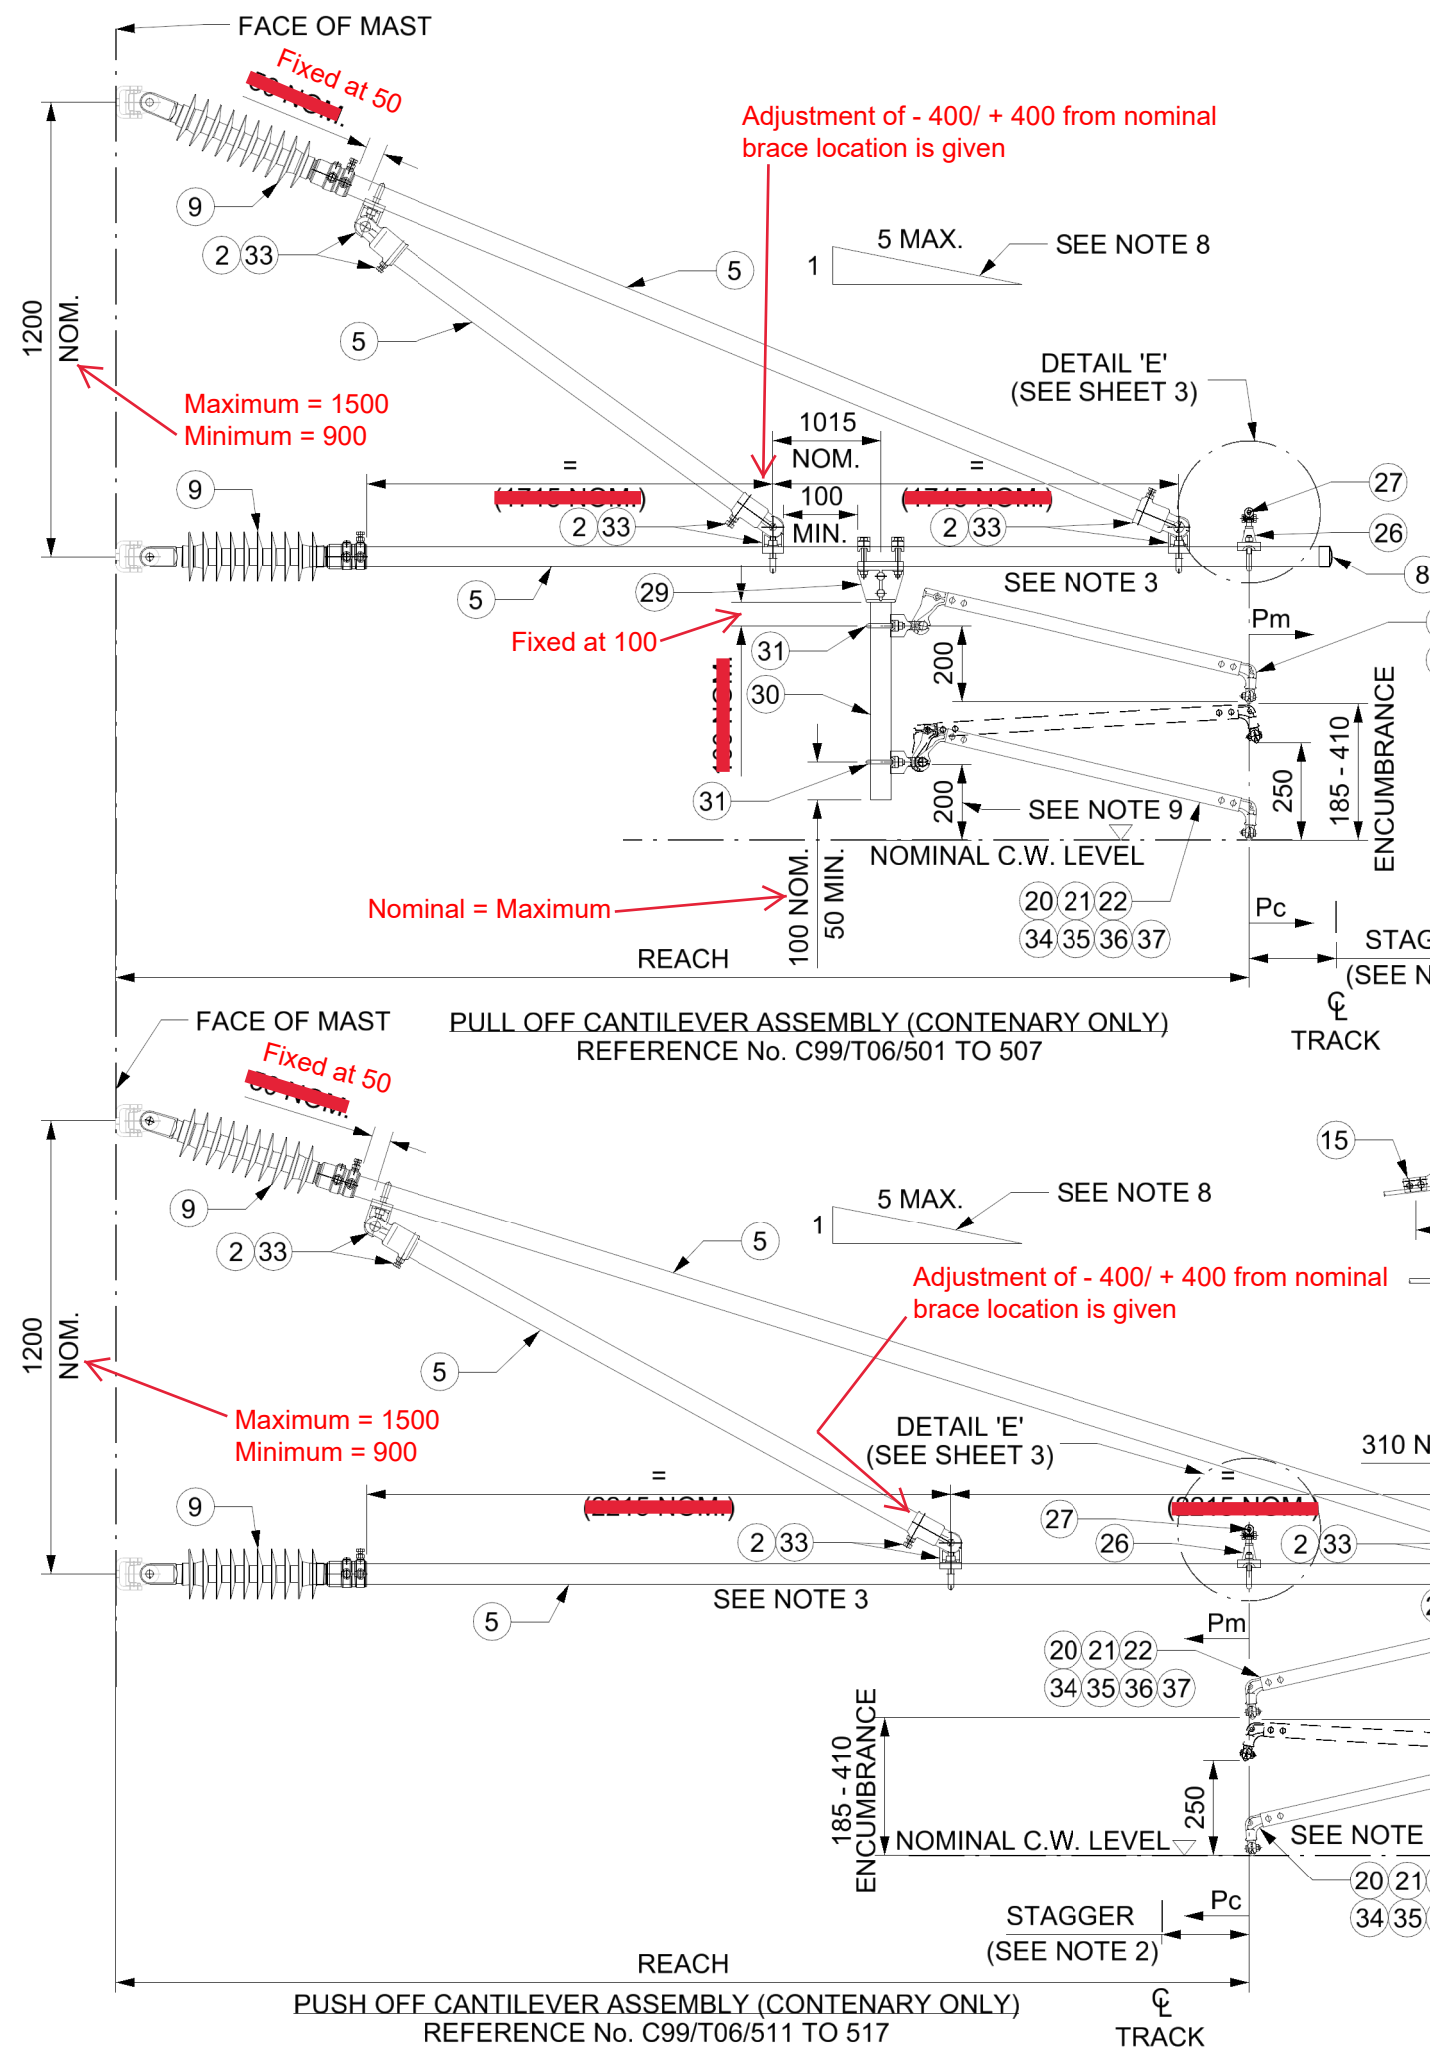 FACE OF MAST
Fixed at 50
Adjustment of - 400/ + 400 from nominal
brace location is given
9
2 33
5 MAX.
SEE NOTE 8
1
5
5
1200
NOM.
DETAIL 'E'
(SEE SHEET 3)
Maximum = 1500
Minimum = 900
1015
NOM.
=
=
9
100
MIN.
2 33
2 33
27
26
5
29
SEE NOTE 3
8
Fixed at 100
31
Pm
200
30
185 - 410
ENCUMBRANCE
250
31
200
SEE NOTE 9
NOMINAL C.W. LEVEL
Nominal = Maximum
100 NOM.
50 MIN.
20 21 22
34 35 36 37
Pc
REACH
STAG
(SEE N
℄
TRACK
FACE OF MAST
PULL OFF CANTILEVER ASSEMBLY (CONTENARY ONLY)
REFERENCE No. C99/T06/501 TO 507
Fixed at 50
15
9
2 33
5 MAX.
SEE NOTE 8
1
5
Adjustment of - 400/ + 400 from nominal
brace location is given
1200
NOM.
5
Maximum = 1500
Minimum = 900
DETAIL 'E'
(SEE SHEET 3)
310 N
=
=
9
27
2 33
26
2 33
5
SEE NOTE 3
Pm
20 21 22
34 35 36 37
185 - 410
ENCUMBRANCE
250
NOMINAL C.W. LEVEL
SEE NOTE
20 21
34 35
Pc
STAGGER
(SEE NOTE 2)
REACH
PUSH OFF CANTILEVER ASSEMBLY (CONTENARY ONLY)
REFERENCE No. C99/T06/511 TO 517
℄
TRACK